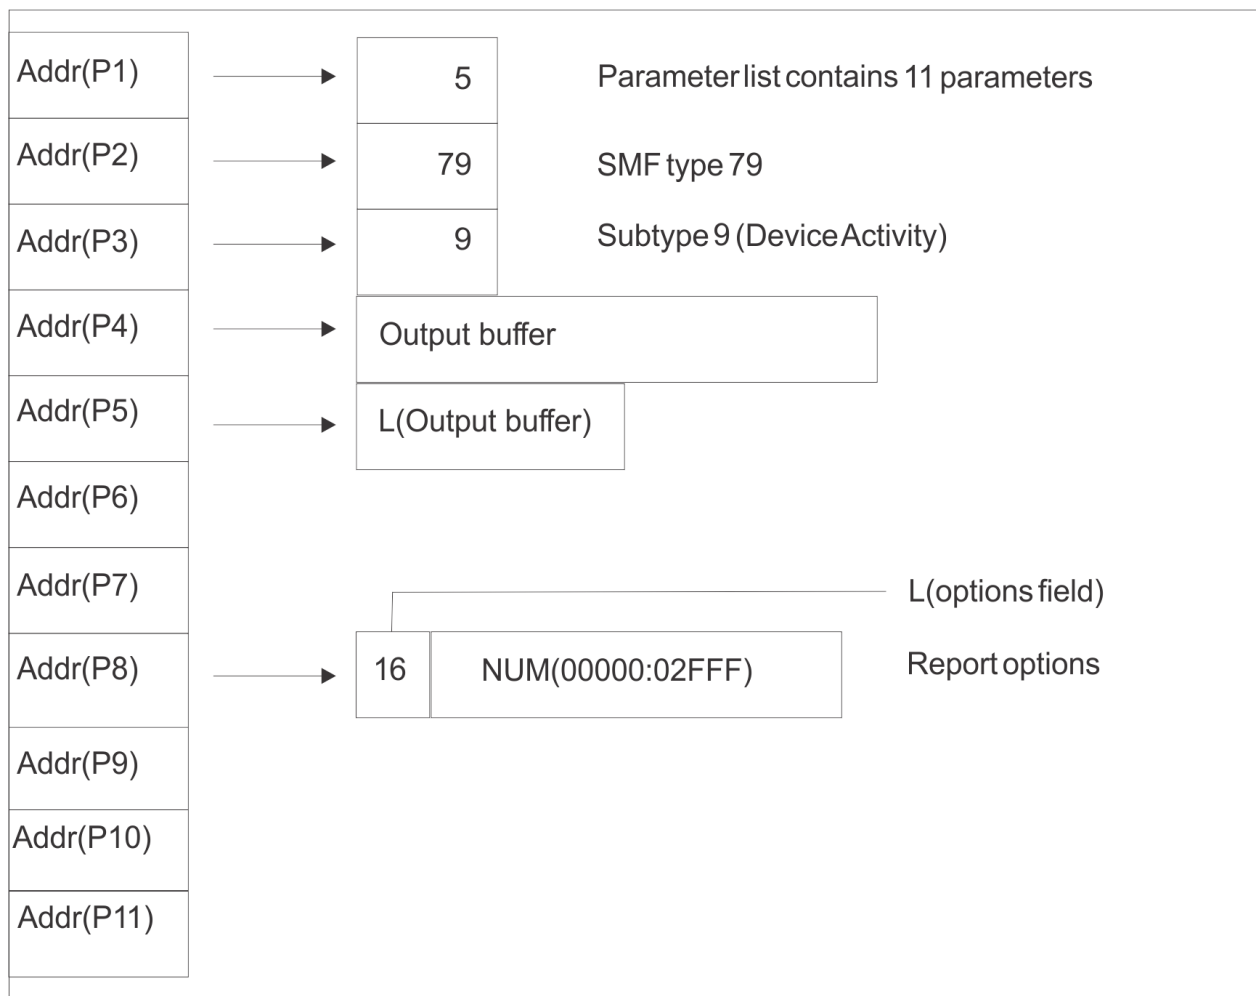 Addr(P1)
5
Parameter list contains 11 parameters
Addr(P2)
79
SMF type 79
Addr(P3)
9
Subtype 9 (Device Activity)
Addr(P4)
Output buffer
Addr(P5)
L(Output buffer)
Addr(P6)
Addr(P7)
L(options field)
Addr(P8)
16
NUM(00000:02FFF)
Report options
Addr(P9)
Addr(P10)
Addr(P11)